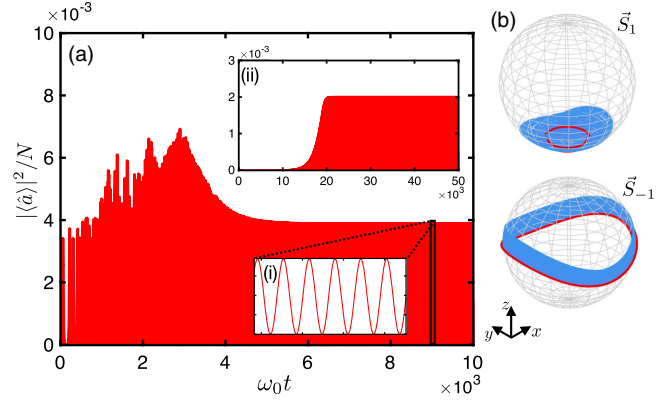 ×10⁻³
10
8
6
4
2
0
|⟨â⟩|²/N
(a)
(ii)
×10⁻³
3
2
1
0
0 10 20 30 40 50
×10³
(i)
0 2 4 6 8 10
ω₀t
×10³
(b)
S⃗₁
S⃗₋₁
z
y x